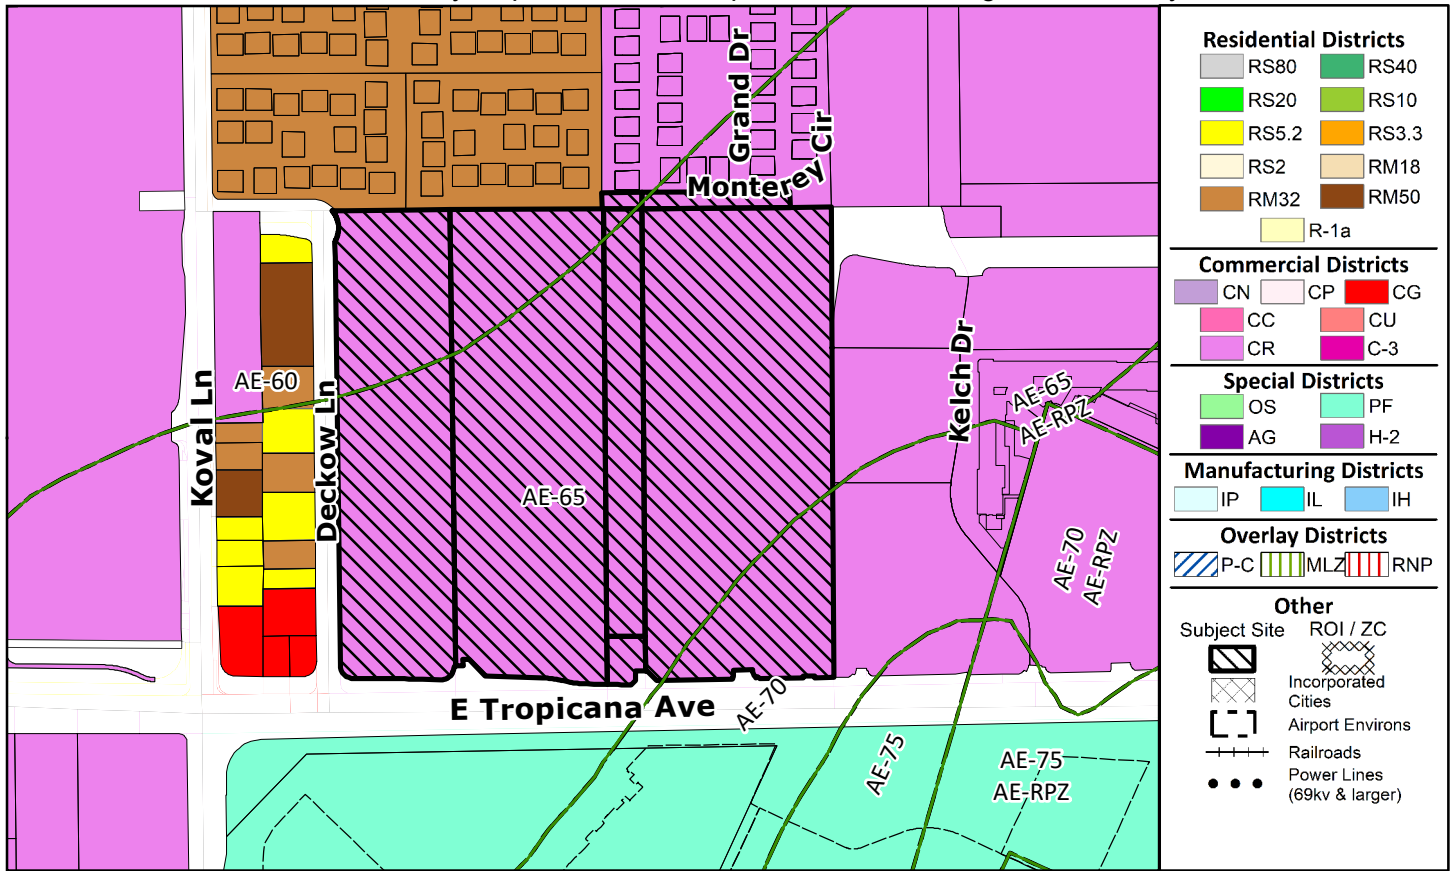 Grand Dr
Monterey Cir
Koval Ln
AE-60
Deckow Ln
AE-65
Kelch Dr
AE-65
AE-RPZ
AE-70
AE-RPZ
E Tropicana Ave
AE-70
AE-75
AE-75
AE-RPZ
Residential Districts
RS80 RS40
RS20 RS10
RS5.2 RS3.3
RS2 RM18
RM32 RM50
R-1a
Commercial Districts
CN CP CG
CC CU
CR C-3
Special Districts
OS PF
AG H-2
Manufacturing Districts
IP IL IH
Overlay Districts
P-C MLZ RNP
Other
Subject Site ROI / ZC
Incorporated
Cities
Airport Environs
Railroads
Power Lines
(69kv & larger)